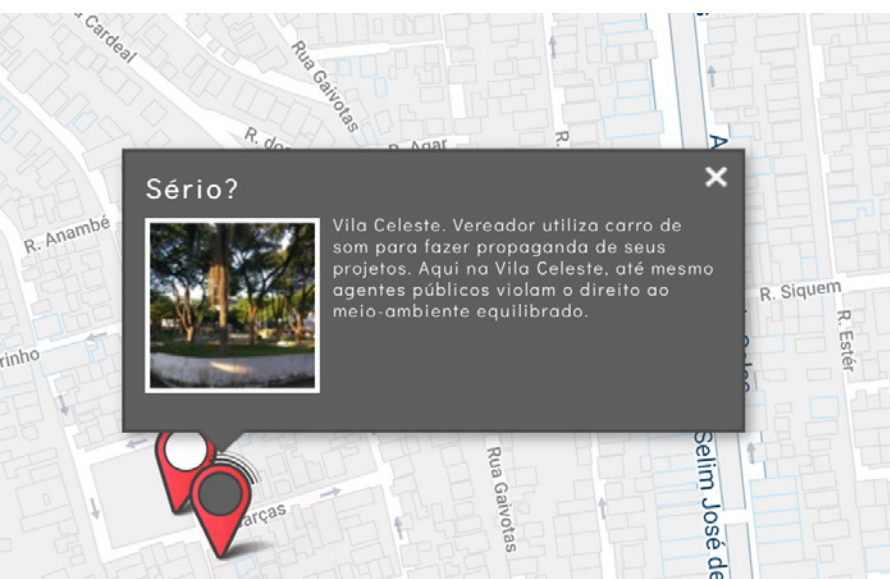 Cardeal
Rua Gaivotas
R. Agar
R.
Sério?
Vila Celeste. Vereador utiliza carro de
som para fazer propaganda de seus
projetos. Aqui na Vila Celeste, até mesmo
agentes públicos violam o direito ao
meio-ambiente equilibrado.
R. Anambé
R. Siquem
R. Estér
rinho
Rua Gaivotas
Selim José de
arças